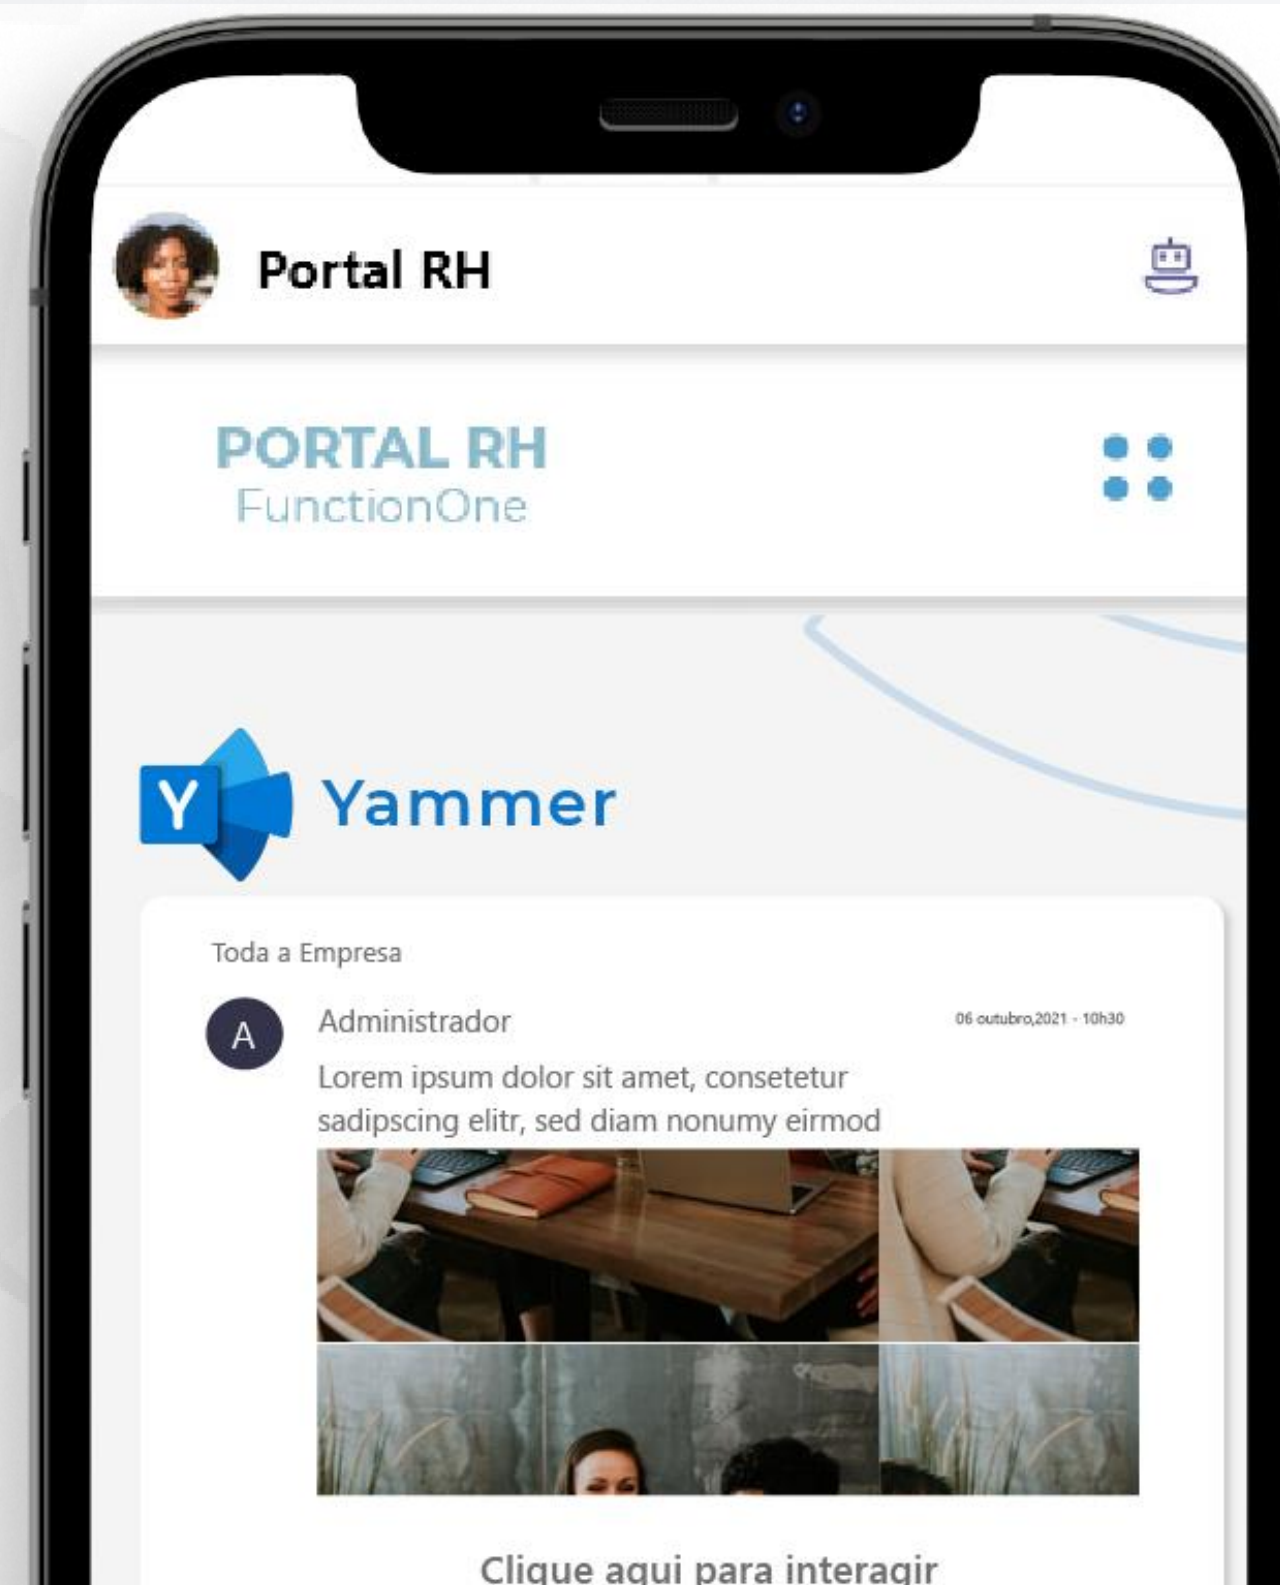 Portal RH
PORTAL RH
FunctionOne
Y Yammer
Toda a Empresa
A
Administrador
06 outubro,2021 - 10h30
Lorem ipsum dolor sit amet, consetetur
sadipscing elitr, sed diam nonumy eirmod
Clique aqui para interagir